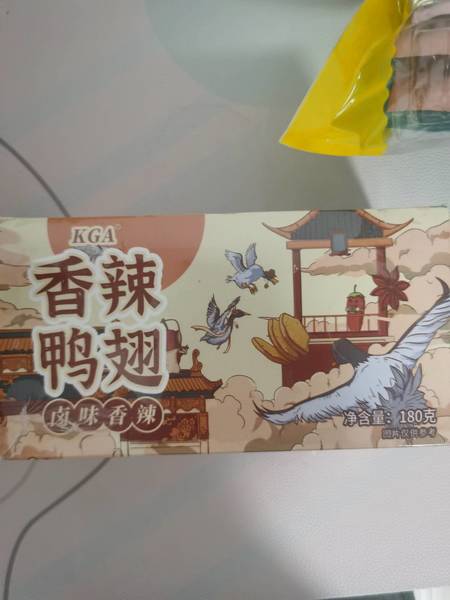 KGA
香辣
鸭翅
卤味香辣
净含量：180克
图片仅供参考